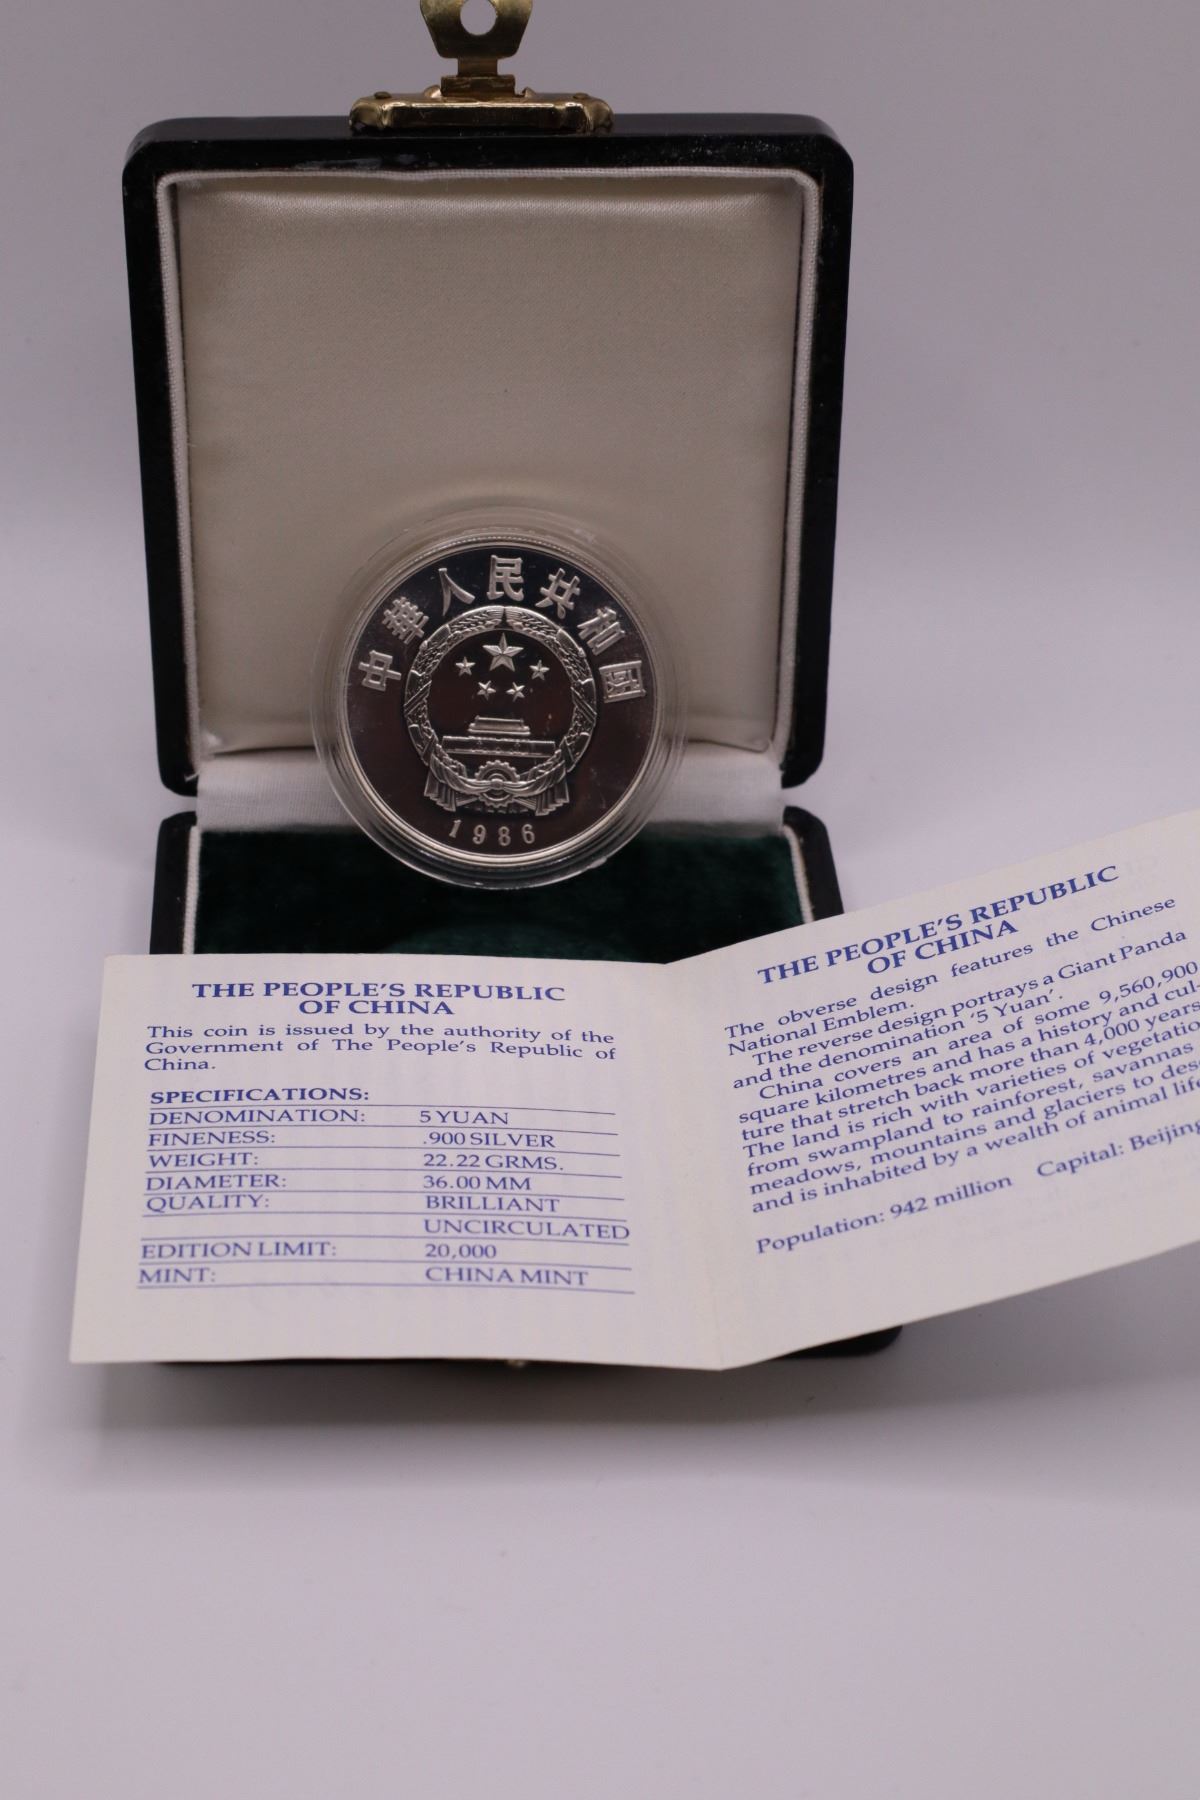 中華人民共和國
1986
THE PEOPLE'S REPUBLIC
OF CHINA
This coin is issued by the authority of the
Government of The People's Republic of
China.
SPECIFICATIONS:
DENOMINATION: 5 YUAN
FINENESS: .900 SILVER
WEIGHT: 22.22 GRMS.
DIAMETER: 36.00 MM
QUALITY: BRILLIANT
UNCIRCULATED
EDITION LIMIT: 20,000
MINT: CHINA MINT
THE PEOPLE'S REPUBLIC
OF CHINA
The obverse design features the Chinese
National Emblem.
The reverse design portrays a Giant Panda
and the denomination '5 Yuan'.
China covers an area of some 9,560,900
square kilometres and has a history and cul-
ture that stretch back more than 4,000 years
The land is rich with varieties of vegetation
from swampland to rainforest, savannas
meadows, mountains and glaciers to
and is inhabited by a wealth of animal life
Population: 942 million Capital: Beijing